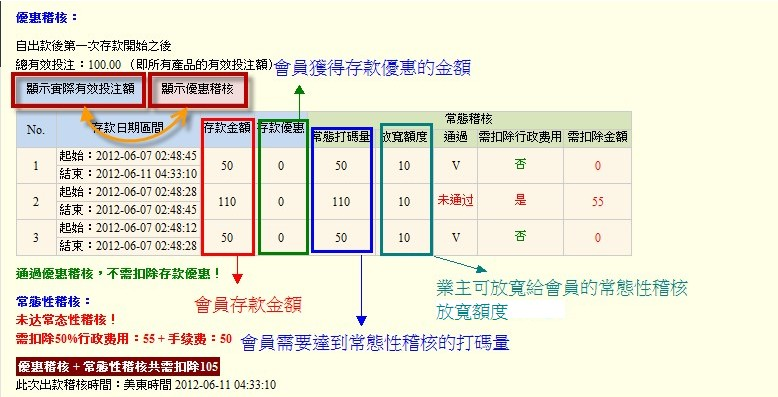 優惠稽核：
自出款後第一次存款開始之後
總有效投注：100.00 （即所有產品的有效投注額）
會員獲得存款優惠的金額
顯示實際有效投注額 顯示優惠稽核
No. 存款日期區間 存款金額 存款優惠 常態稽核
常態打碼量 放寬額度 通過 需扣除行政費用 需扣除金額
1 起始：2012-06-07 02:48:45 50 0 50 10 V 否 0
結束：2012-06-11 04:33:10
2 起始：2012-06-07 02:48:28 110 0 110 10 未通过 是 55
結束：2012-06-07 02:48:45
3 起始：2012-06-07 02:48:12 50 0 50 10 V 否 0
結束：2012-06-07 02:48:28
通過優惠稽核，不需扣除存款優惠！
會員存款金額
業主可放寬給會員的常態性稽核
放寬額度
常態性稽核：
未达常态性稽核！
需扣除50%行政费用：55 + 手续费：50
會員需要達到常態性稽核的打碼量
優惠稽核 + 常態性稽核共需扣除105
此次出款稽核時間：美東時間 2012-06-11 04:33:10